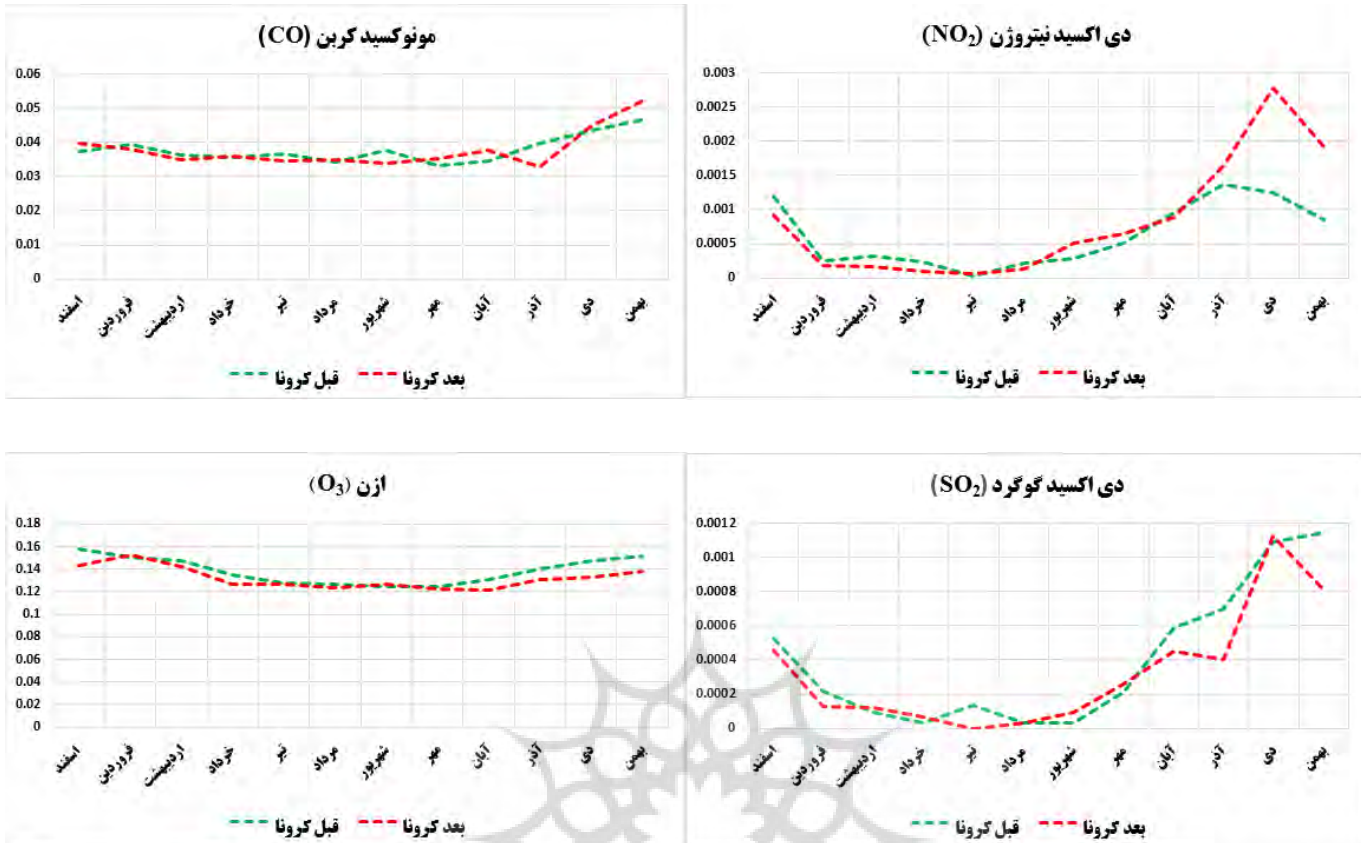 مونوکسید کربن (CO)
0.06
0.05
0.04
0.03
0.02
0.01
0
اسفند
فروردین
اردیبهشت
خرداد
تیر
مرداد
شهریور
مهر
آبان
آذر
دی
بهمن
قبل کرونا
بعد کرونا
دی اکسید نیتروژن (NO₂)
0.003
0.0025
0.002
0.0015
0.001
0.0005
0
اسفند
فروردین
اردیبهشت
خرداد
تیر
مرداد
شهریور
مهر
آبان
آذر
دی
بهمن
قبل کرونا
بعد کرونا
ازن (O₃)
0.18
0.16
0.14
0.12
0.1
0.08
0.06
0.04
0.02
0
اسفند
فروردین
اردیبهشت
خرداد
تیر
مرداد
شهریور
مهر
آبان
آذر
دی
بهمن
قبل کرونا
بعد کرونا
دی اکسید گوگرد (SO₂)
0.0012
0.001
0.0008
0.0006
0.0004
0.0002
0
اسفند
فروردین
اردیبهشت
خرداد
تیر
مرداد
شهریور
مهر
آبان
آذر
دی
بهمن
قبل کرونا
بعد کرونا